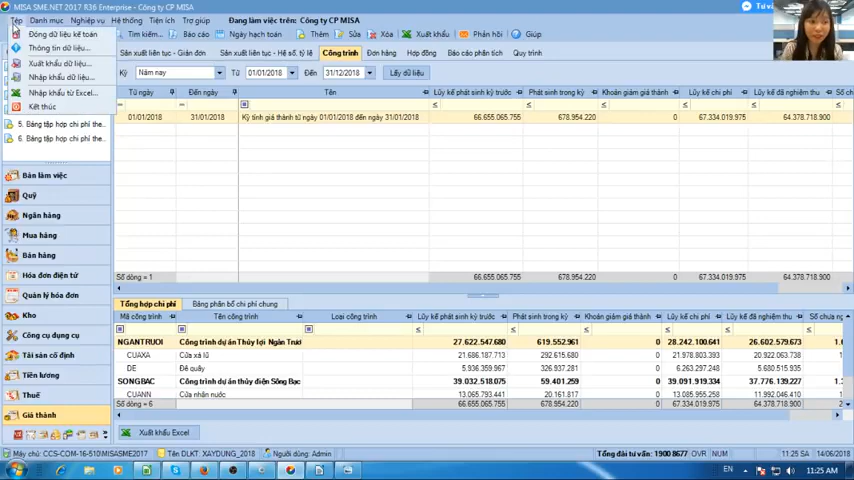 MISA SME.NET 2017 R36 Enterprise - Công ty CP MISA
Tệp Danh mục Nghiệp vụ Hệ thống Tiện ích Trợ giúp Đang làm việc trên: Công ty CP MISA
Đóng dữ liệu kế toán
Thông tin dữ liệu...
Xuất khẩu dữ liệu...
Nhập khẩu dữ liệu...
Nhập khẩu từ Excel...
Kết thúc
Tìm kiếm... Báo cáo Ngày hạch toán Thêm Sửa Xóa Xuất khẩu Phản hồi Giúp
Sản xuất liên tục - Giản đơn Sản xuất liên tục - Hệ số, tỷ lệ Công trình Đơn hàng Hợp đồng Báo cáo phân tích
Kỳ Năm nay Từ 01/01/2018 Đến 31/12/2018 Lấy dữ liệu
Từ ngày Đến ngày Tên Lũy kế phát sinh kỳ trước Phát sinh trong kỳ Khoản giảm giá thành Lũy kế chi phí Lũy kế đã nghiệm thu Số ch
01/01/2018 31/01/2018 Kỳ tính giá thành từ ngày 01/01/2018 đến ngày 31/01/2018 66.655.065.755 678.954.220 0 67.334.019.975 64.378.718.900
5. Bảng tập hợp chi phí the...
6. Bảng tập hợp chi phí the...
Bàn làm việc
Quỹ
Ngân hàng
Mua hàng
Bán hàng
Hóa đơn điện tử
Quản lý hóa đơn
Kho
Công cụ dụng cụ
Tài sản cố định
Tiền lương
Thuế
Giá thành
Số dòng = 1 66.655.065.755 678.954.220 0 67.334.019.975 64.378.718.900
Tổng hợp chi phí Bảng phân bổ chi phí chung
Mã công trình Tên công trình Loại công trình Lũy kế phát sinh kỳ trước Phát sinh trong kỳ Khoản giảm giá thành Lũy kế chi phí Lũy kế đã nghiệm thu Số chưa n
NGANTRUOI Công trình dự án Thủy lợi Ngàn Trươi 27.622.547.680 619.552.961 0 28.242.100.641 26.602.579.673
CUAXA Cửa xả lũ 21.686.187.713 292.615.680 0 21.978.803.393 20.922.063.738
DE Đê quây 5.936.359.967 326.937.281 0 6.263.297.248 5.680.515.935
SONGBAC Công trình dự án thủy điện Sông Bạc 39.032.518.075 59.401.259 0 39.091.919.334 37.776.139.227
CUANN Cửa nhận nước 13.065.793.441 20.161.817 0 13.085.955.258 11.992.046.410
Số dòng = 6 66.655.065.755 678.954.220 0 67.334.019.975 64.378.718.900
Xuất khẩu Excel
Máy chủ: CCS-COM-16-510\MISASME2017 Tên DLKT: XAYDUNG_2018 Người dùng: Admin Tổng đài tư vấn: 1900 8677 OVR NUM 11:25 SA 14/06/2018
EN 11:25 AM